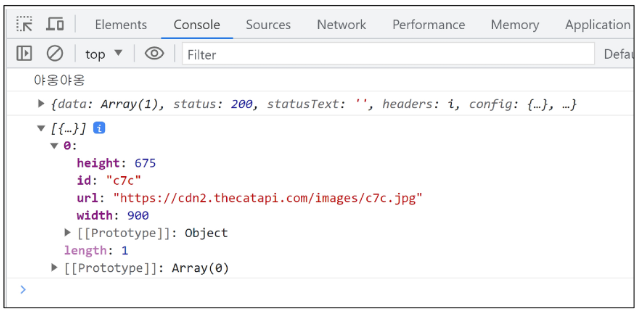 Elements Console Sources Network Performance Memory Application
top Filter Defau
야옹야옹
{data: Array(1), status: 200, statusText: '', headers: i, config: {…}, …}
[{…}] i
0:
height: 675
id: "c7c"
url: "https://cdn2.thecatapi.com/images/c7c.jpg"
width: 900
[[Prototype]]: Object
length: 1
[[Prototype]]: Array(0)